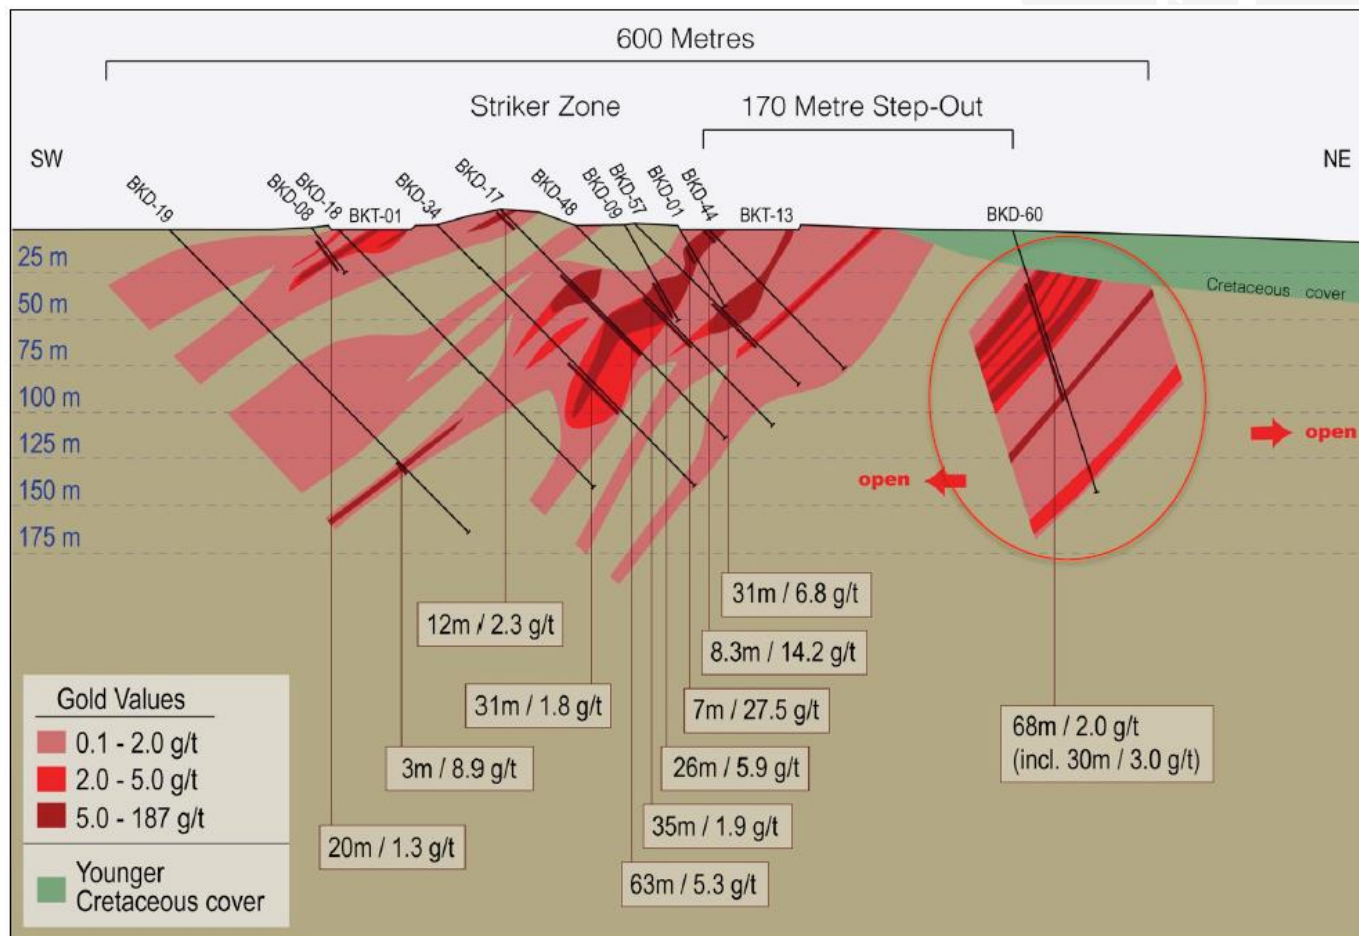 600 Metres
Striker Zone
170 Metre Step-Out
SW
NE
BKD-19
BKD-08
BKD-18
BKT-01
BKD-34
BKD-17
BKD-48
BKD-09
BKD-57
BKD-01
BKD-44
BKT-13
BKD-60
25 m
50 m
75 m
100 m
125 m
150 m
175 m
Cretaceous cover
open
open
31m / 6.8 g/t
12m / 2.3 g/t
8.3m / 14.2 g/t
31m / 1.8 g/t
7m / 27.5 g/t
68m / 2.0 g/t
(incl. 30m / 3.0 g/t)
3m / 8.9 g/t
26m / 5.9 g/t
35m / 1.9 g/t
20m / 1.3 g/t
63m / 5.3 g/t
Gold Values
0.1 - 2.0 g/t
2.0 - 5.0 g/t
5.0 - 187 g/t
Younger
Cretaceous cover